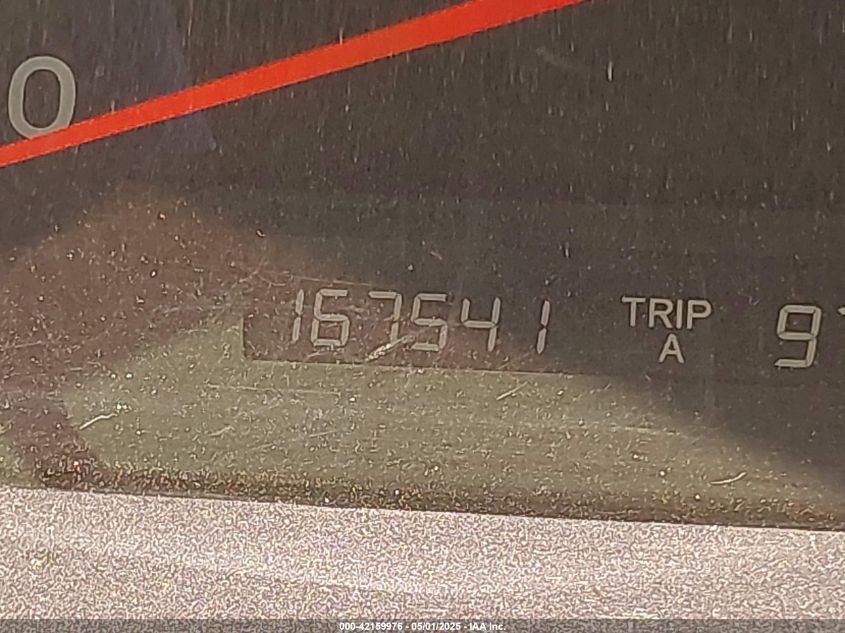 0
167541 TRIP A 9
000-42159976 - 05/01/2025 - IAA Inc.